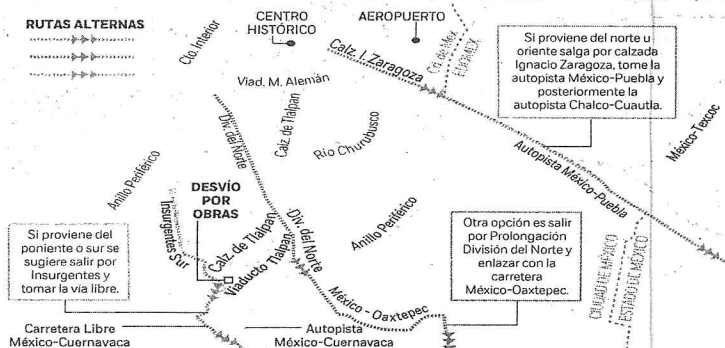 RUTAS ALTERNAS
Cto. Interior
CENTRO
HISTÓRICO
AEROPUERTO
Calz. I. Zaragoza
Cd. de Méx
EDOMEX
Si proviene del norte u
oriente salga por calzada
Ignacio Zaragoza, tome la
autopista México-Puebla y
posteriormente la
autopista Chalco-Cuautla.
Viad. M. Alemán
Div. del Norte
Calz de Tlalpan
Río Churubusco
Autopista México-Puebla
México-Texcoc
Anillo Periférico
DESVÍO
POR
OBRAS
Insurgentes Sur
Calz. de Tlalpan
Viaducto Tlalpan
Div. del Norte
Anillo Periférico
Si proviene del
poniente o sur se
sugiere salir por
Insurgentes y
tomar la vía libre.
Otra opción es salir
por Prolongación
División del Norte y
enlazar con la
carretera
México-Oaxtepec.
CIUDAD DE MÉXICO
ESTADO DE MÉXICO
México - Oaxtepec
Carretera Libre
México-Cuernavaca
Autopista
México-Cuernavaca